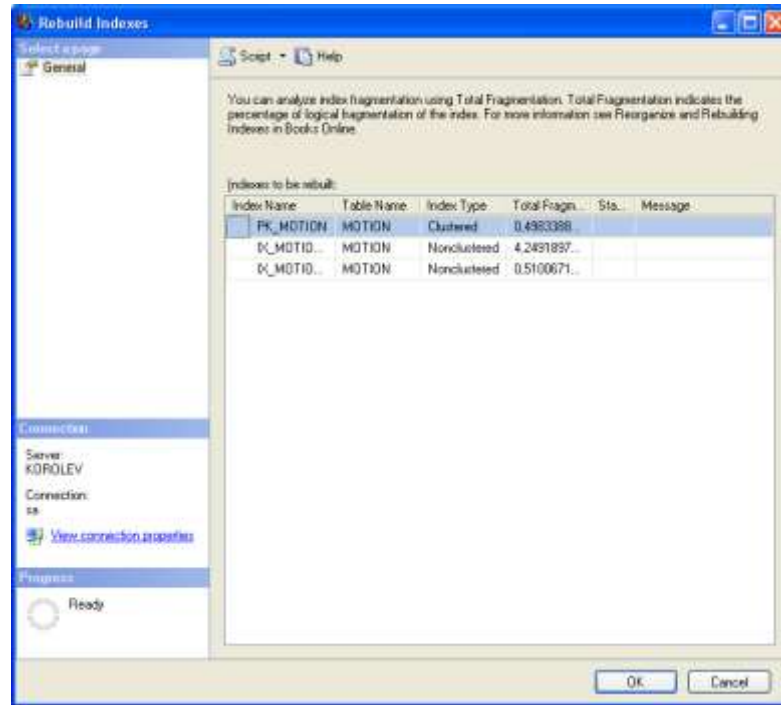 Rebuild Indexes
Select a page
General
Script
Help
You can analyze index fragmentation using Total Fragmentation. Total Fragmentation indicates the
percentage of logical fragmentation of the index. For more information see Reorganize and Rebuilding
Indexes in Books Online.
Indexes to be rebuilt:
Index Name Table Name Index Type Total Fragm... Sta... Message
PK_MOTION MOTION Clustered 0.4983388...
IX_MOTIO... MOTION Nonclustered 4.2491897...
IX_MOTIO... MOTION Nonclustered 0.5100671...
Connection
Server:
KOROLEV
Connection:
sa
View connection properties
Progress
Ready
OK
Cancel